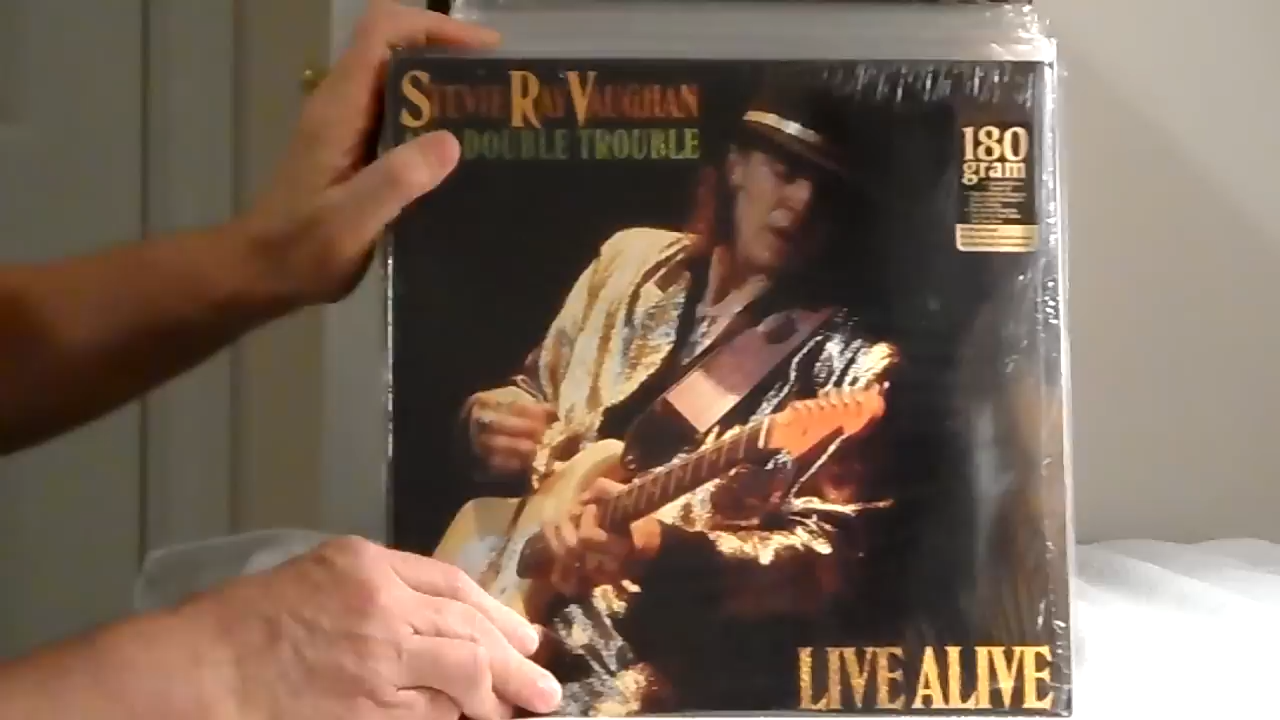 STEVIE RAY VAUGHAN
DOUBLE TROUBLE
180
gram
LIVE ALIVE